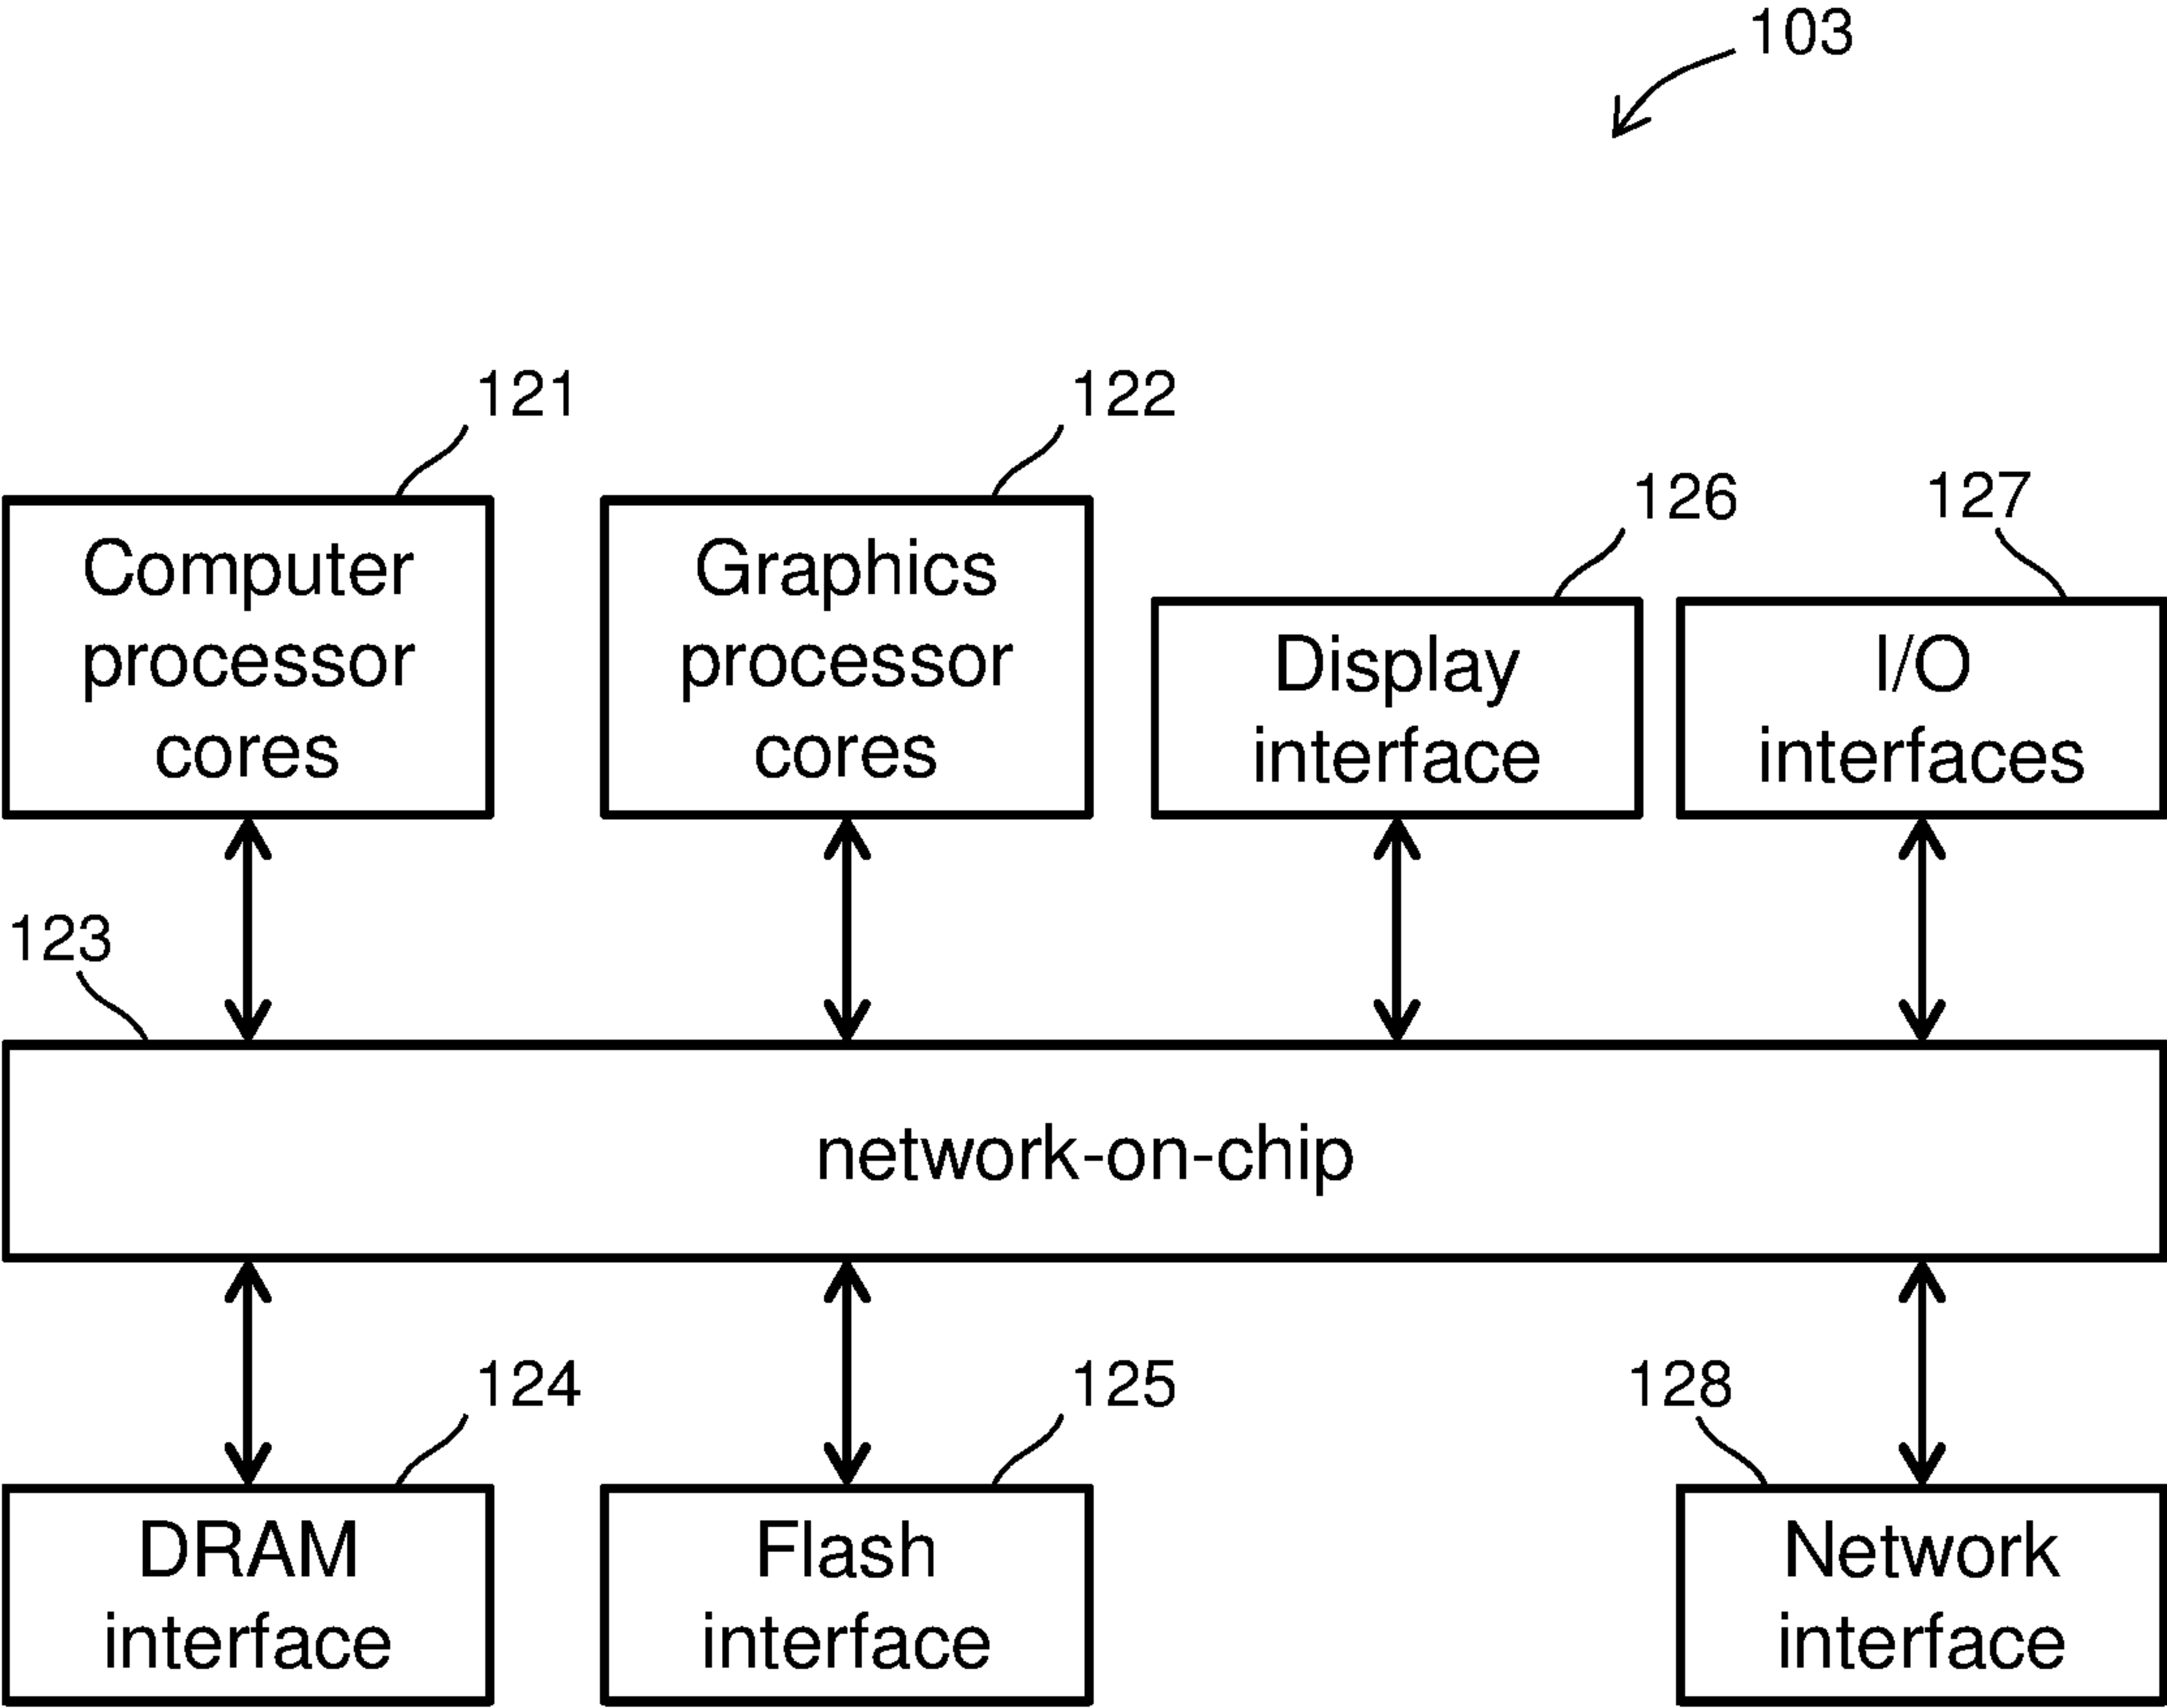 103
121
122
126
127
Computer
processor
cores
Graphics
processor
cores
Display
interface
I/O
interfaces
123
network-on-chip
124
125
128
DRAM
interface
Flash
interface
Network
interface